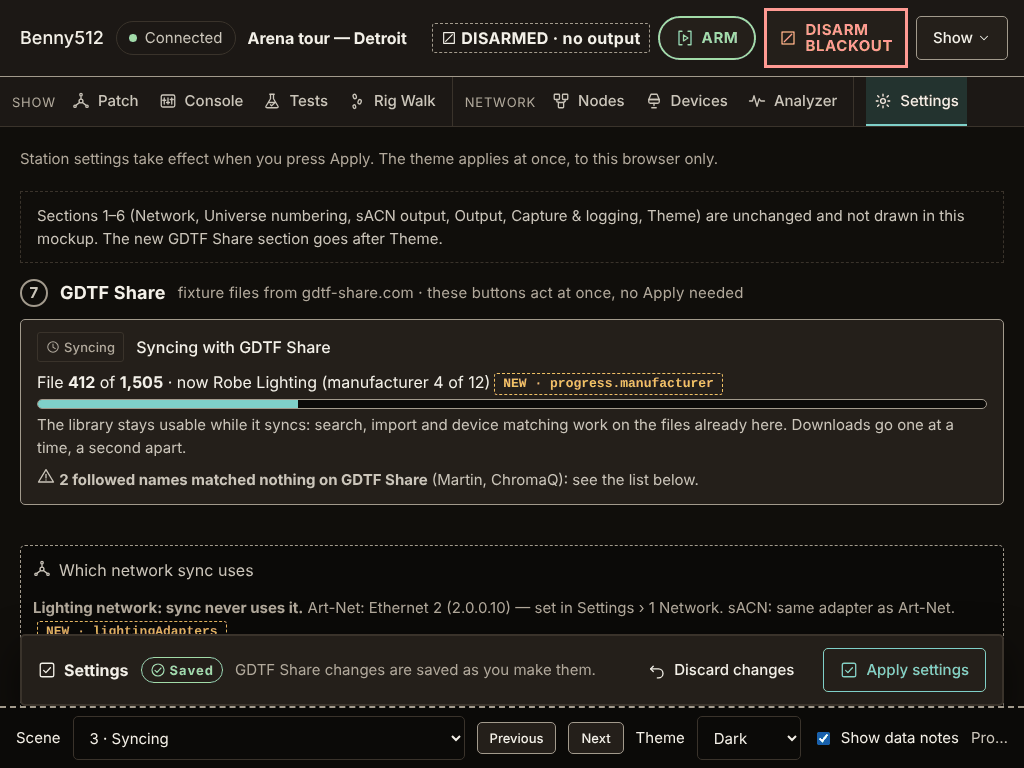 Benny512
Connected
Arena tour — Detroit
DISARMED · no output
ARM
DISARM
BLACKOUT
Show
SHOW
Patch
Console
Tests
Rig Walk
NETWORK
Nodes
Devices
Analyzer
Settings
Station settings take effect when you press Apply. The theme applies at once, to this browser only.
Sections 1–6 (Network, Universe numbering, sACN output, Output, Capture & logging, Theme) are unchanged and not drawn in this
mockup. The new GDTF Share section goes after Theme.
7 GDTF Share fixture files from gdtf-share.com · these buttons act at once, no Apply needed
Syncing Syncing with GDTF Share
File 412 of 1,505 · now Robe Lighting (manufacturer 4 of 12) NEW · progress.manufacturer
The library stays usable while it syncs: search, import and device matching work on the files already here. Downloads go one at a
time, a second apart.
2 followed names matched nothing on GDTF Share (Martin, ChromaQ): see the list below.
Which network sync uses
Lighting network: sync never uses it. Art-Net: Ethernet 2 (2.0.0.10) — set in Settings › 1 Network. sACN: same adapter as Art-Net.
NEW · lightingAdapters
Settings
Saved
GDTF Share changes are saved as you make them.
Discard changes
Apply settings
Scene
3 · Syncing
Previous
Next
Theme
Dark
Show data notes
Pro...